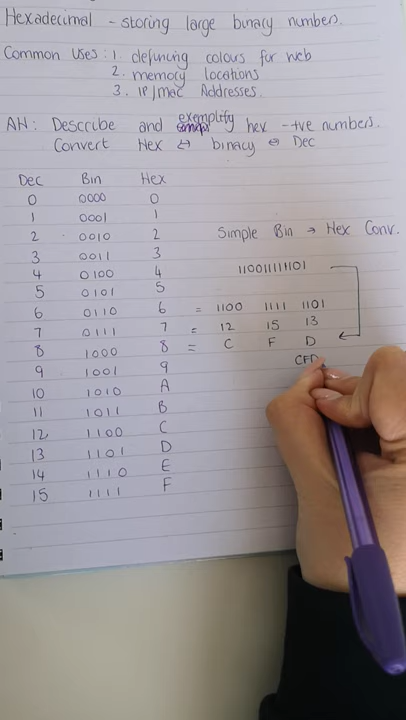 Hexadecimal - storing large binary numbers.
Common Uses: 1. defining colours for web
2. memory locations
3. IP/mac Addresses.
AH: Describe and exemplify hex -+ve numbers.
Convert Hex ↔ binary ↔ Dec
Dec Bin Hex
0 0000 0
1 0001 1
2 0010 2
3 0011 3
4 0100 4
5 0101 5
6 0110 6
7 0111 7
8 1000 8
9 1001 9
10 1010 A
11 1011 B
12 1100 C
13 1101 D
14 1110 E
15 1111 F
Simple Bin → Hex Conv.
110011111101
= 1100 1111 1101
= 12 15 13
= C F D
CFD